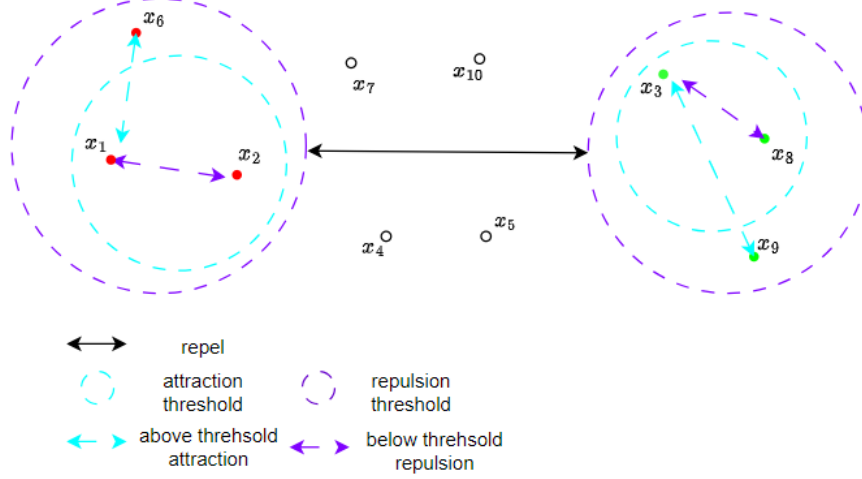 x₆
x₇
x₁₀
x₃
x₁
x₂
x₈
x₄
x₅
x₉
repel
attraction
threshold
repulsion
threshold
above threhsold
attraction
below threhsold
repulsion